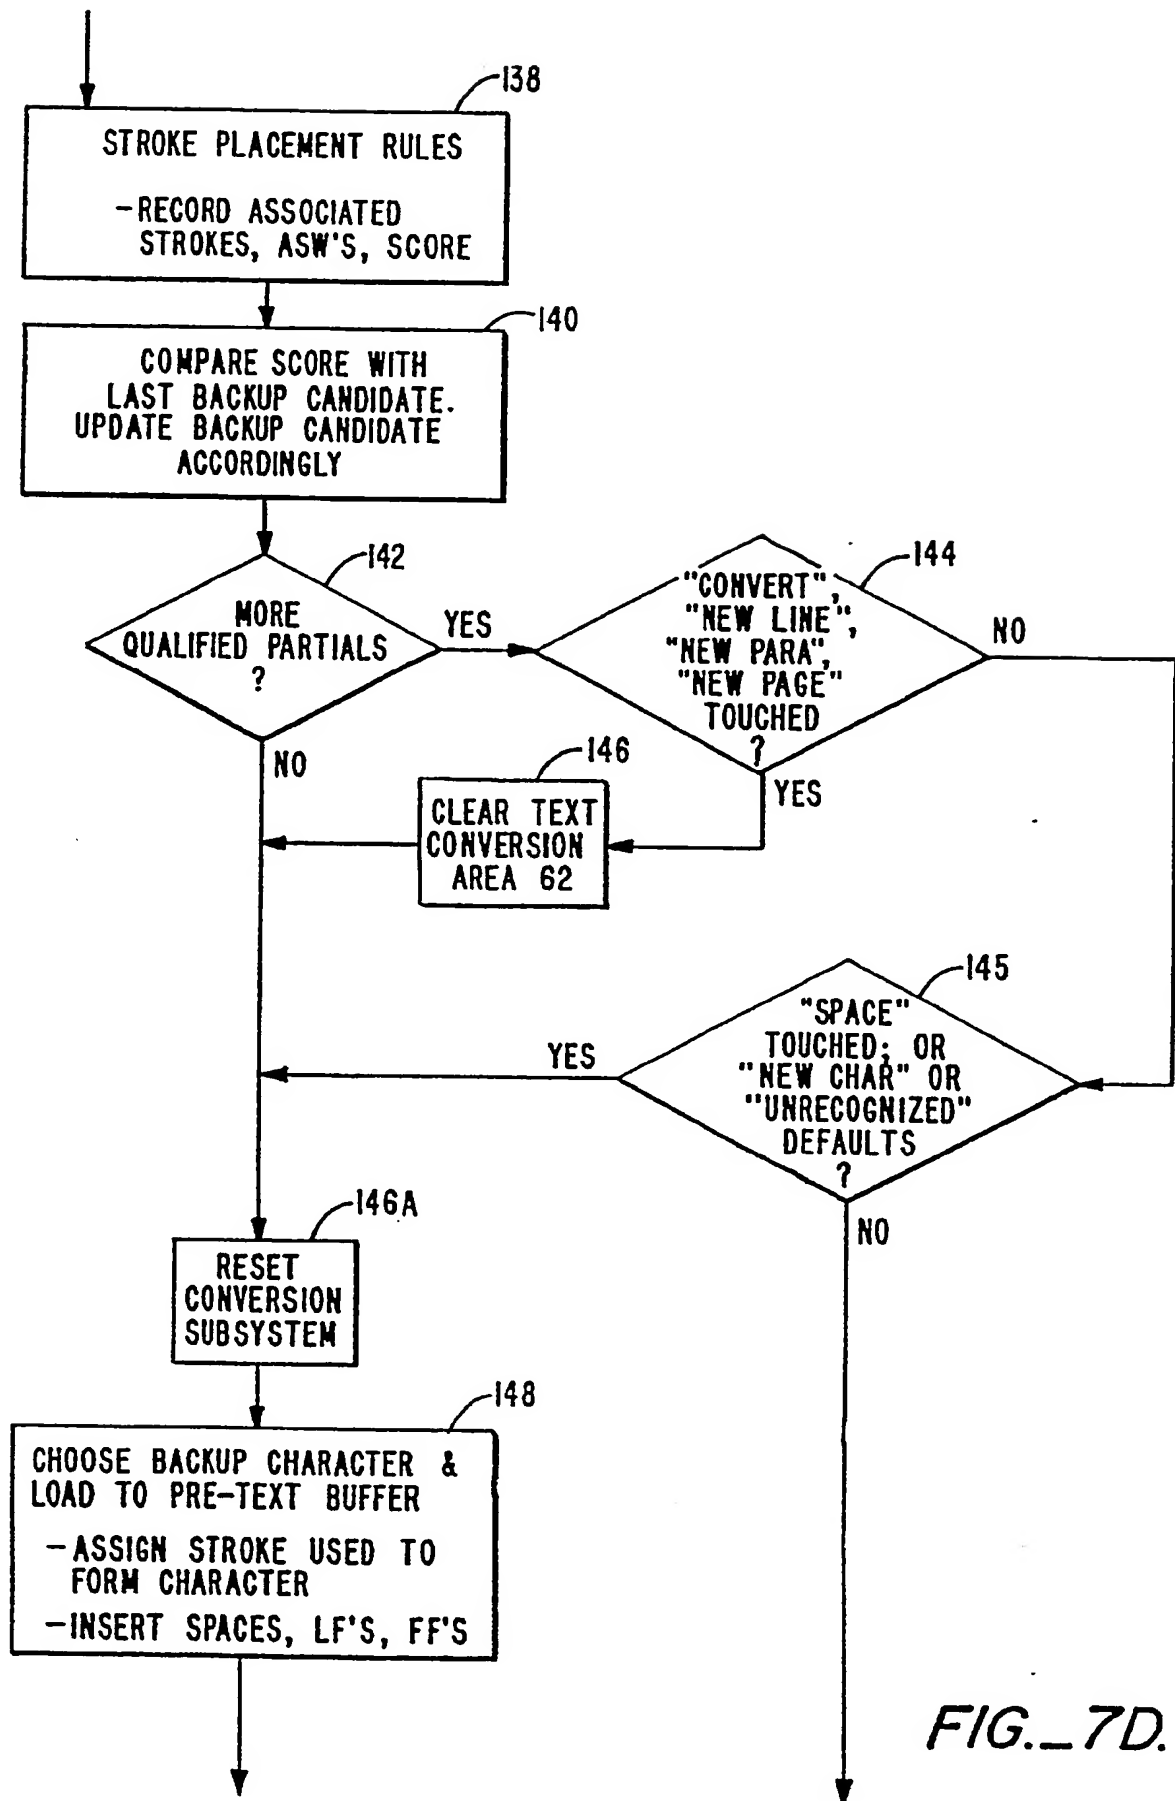 138
STROKE PLACEMENT RULES
-RECORD ASSOCIATED
STROKES, ASW'S, SCORE
140
COMPARE SCORE WITH
LAST BACKUP CANDIDATE.
UPDATE BACKUP CANDIDATE
ACCORDINGLY
142
MORE
QUALIFIED PARTIALS
?
YES
NO
144
"CONVERT",
"NEW LINE",
"NEW PARA",
"NEW PAGE"
TOUCHED
?
NO
YES
146
CLEAR TEXT
CONVERSION
AREA 62
145
"SPACE"
TOUCHED; OR
"NEW CHAR" OR
"UNRECOGNIZED"
DEFAULTS
?
YES
NO
146A
RESET
CONVERSION
SUBSYSTEM
148
CHOOSE BACKUP CHARACTER &
LOAD TO PRE-TEXT BUFFER
-ASSIGN STROKE USED TO
FORM CHARACTER
-INSERT SPACES, LF'S, FF'S
FIG._7D.